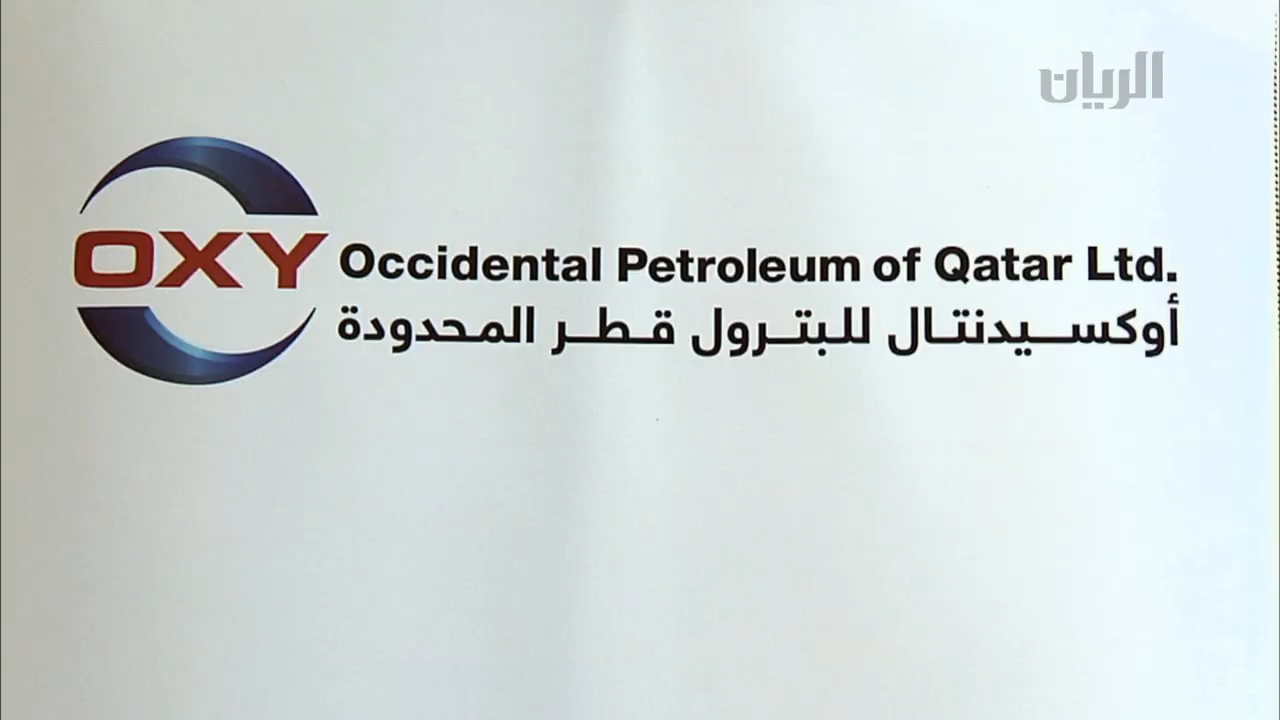 الريان
OXY
Occidental Petroleum of Qatar Ltd.
أوكسيدنتال للبترول قطر المحدودة